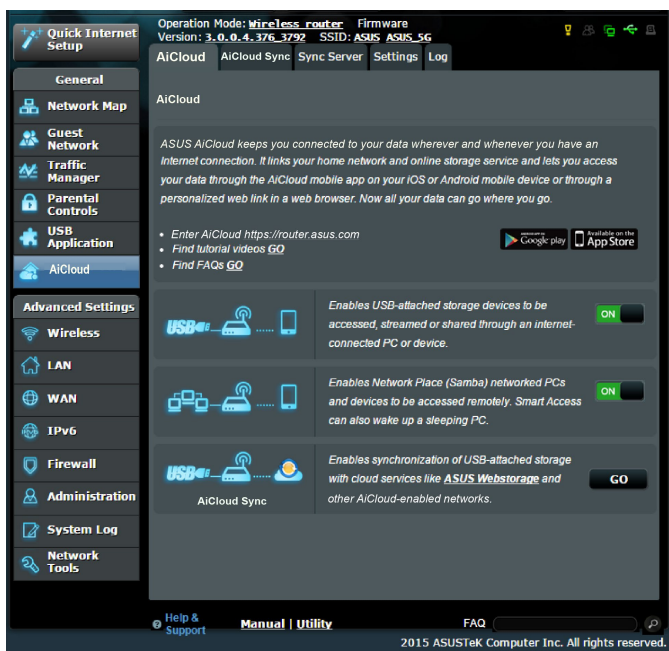 Quick Internet
Setup
Operation Mode: Wireless router Firmware
Version: 3.0.0.4.376_3792 SSID: ASUS ASUS_5G
AiCloud AiCloud Sync Sync Server Settings Log
General
Network Map
Guest
Network
Traffic
Manager
Parental
Controls
USB
Application
AiCloud
Advanced Settings
Wireless
LAN
WAN
IPv6
Firewall
Administration
System Log
Network
Tools
AiCloud
ASUS AiCloud keeps you connected to your data wherever and whenever you have an
Internet connection. It links your home network and online storage service and lets you access
your data through the AiCloud mobile app on your iOS or Android mobile device or through a
personalized web link in a web browser. Now all your data can go where you go.
• Enter AiCloud https://router.asus.com
• Find tutorial videos GO
• Find FAQs GO
Google play
Available on the
App Store
USB
Enables USB-attached storage devices to be
accessed, streamed or shared through an internet-
connected PC or device.
ON
Enables Network Place (Samba) networked PCs
and devices to be accessed remotely. Smart Access
can also wake up a sleeping PC.
ON
USB
AiCloud Sync
Enables synchronization of USB-attached storage
with cloud services like ASUS Webstorage and
other AiCloud-enabled networks.
GO
Help &
Support
Manual | Utility
FAQ
2015 ASUSTeK Computer Inc. All rights reserved.